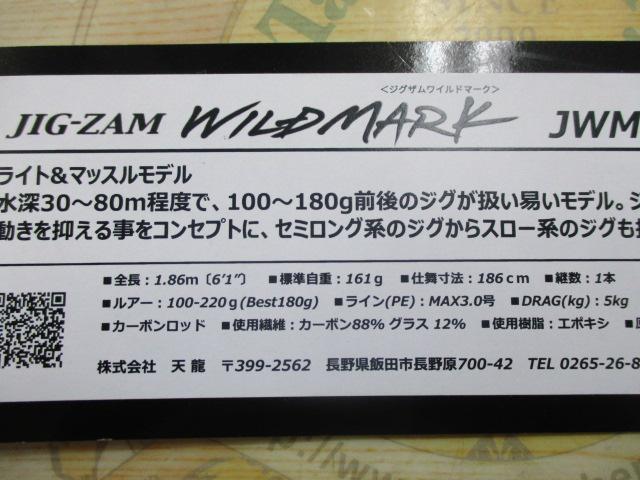 SINCE
2000
<ジグザムワイルドマーク>
JIG-ZAM WILDMARK JWM
ライト&マッスルモデル
水深30～80m程度で、100～180g前後のジグが扱い易いモデル。ジ
動きを抑える事をコンセプトに、セミロング系のジグからスロー系のジグも
■全長：1.86m〔6'1"〕 ■標準自重：161g ■仕舞寸法：186cm ■継数：1本
■ルアー：100-220g(Best180g) ■ライン(PE)：MAX3.0号 ■DRAG(kg)：5kg
■カーボンロッド ■使用繊維：カーボン88% グラス 12% ■使用樹脂：エポキシ ■
株式会社 天龍 〒399-2562 長野県飯田市長野原700-42 TEL 0265-26-8